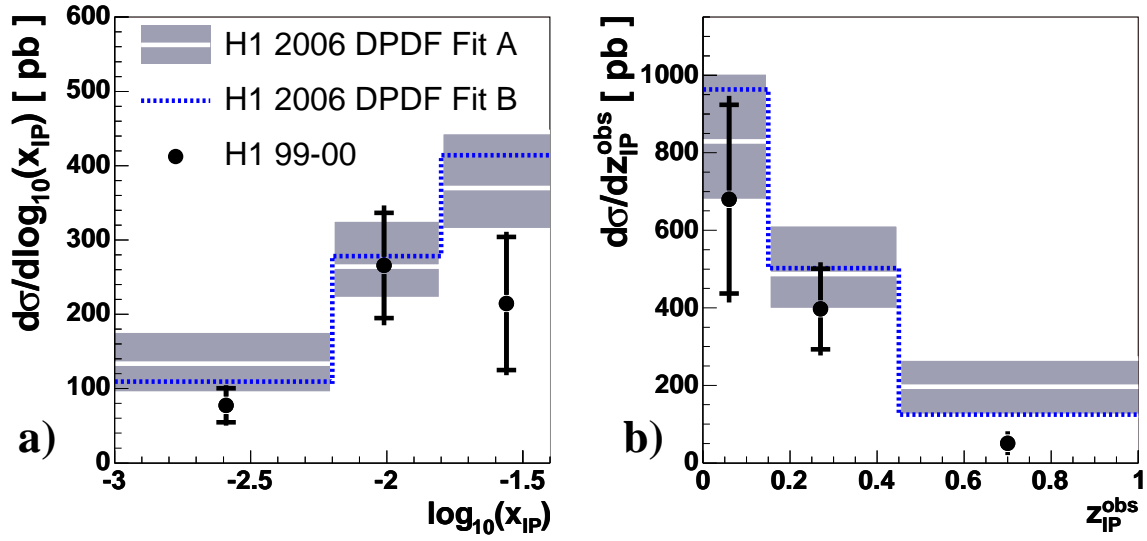 dσ/dlog10(xIP) [ pb]
600
500
400
300
200
100
0
H1 2006 DPDF Fit A
H1 2006 DPDF Fit B
H1 99-00
a)
-3 -2.5 -2 -1.5
log10(xIP)
dσ/dzIPobs [ pb]
1000
800
600
400
200
0
b)
0 0.2 0.4 0.6 0.8 1
zIPobs